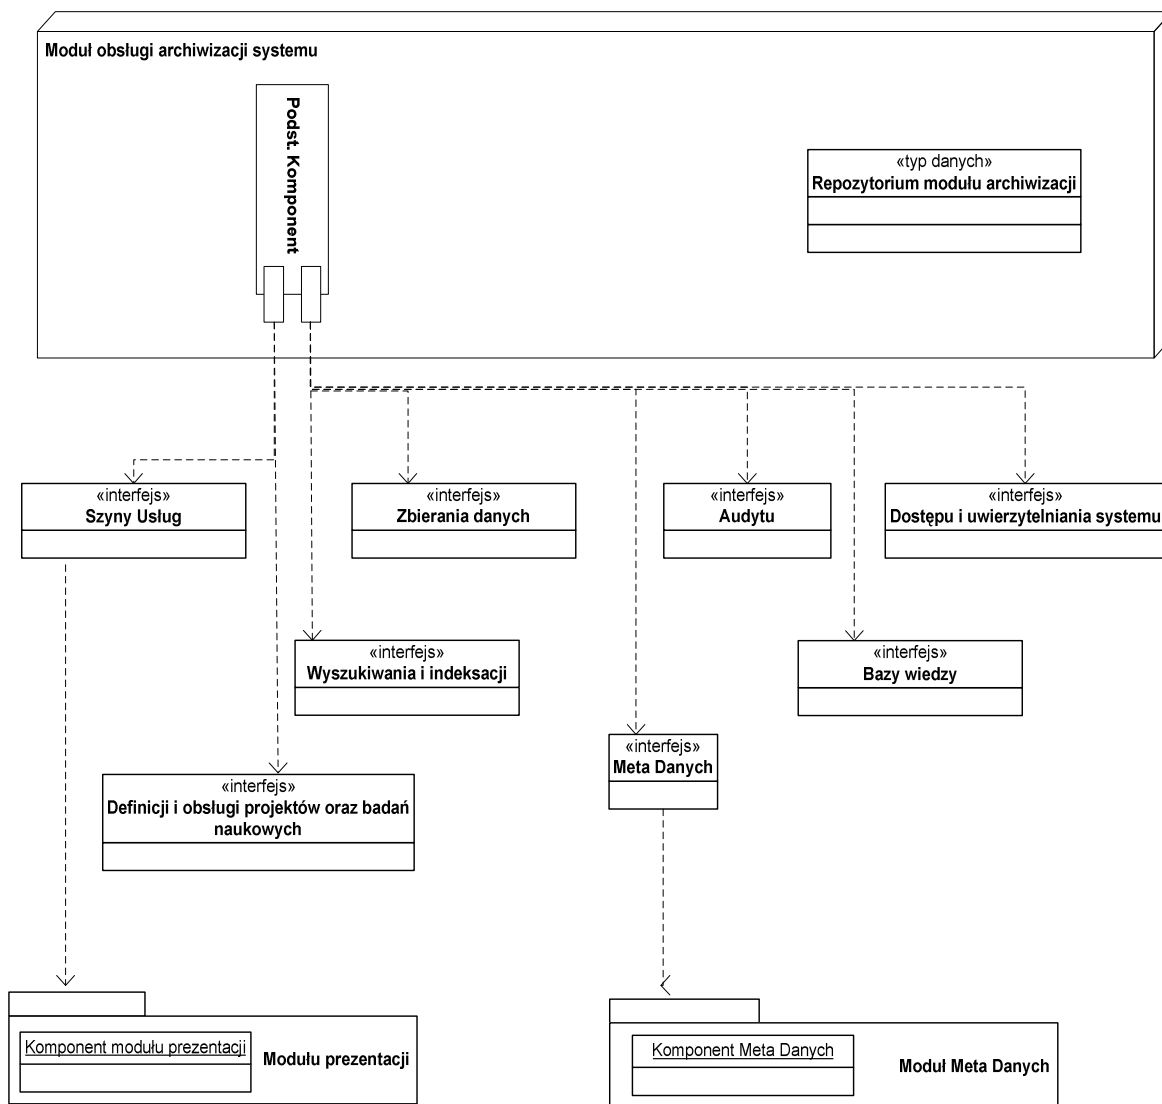 Moduł obsługi archiwizacji systemu
Podst. Komponent
«typ danych»
Repozytorium modułu archiwizacji
«interfejs»
Szyny Usług
«interfejs»
Zbierania danych
«interfejs»
Audytu
«interfejs»
Dostępu i uwierzytelniania systemu
«interfejs»
Wyszukiwania i indeksacji
«interfejs»
Bazy wiedzy
«interfejs»
Meta Danych
«interfejs»
Definicji i obsługi projektów oraz badań
naukowych
Komponent modułu prezentacji
Modułu prezentacji
Komponent Meta Danych
Moduł Meta Danych